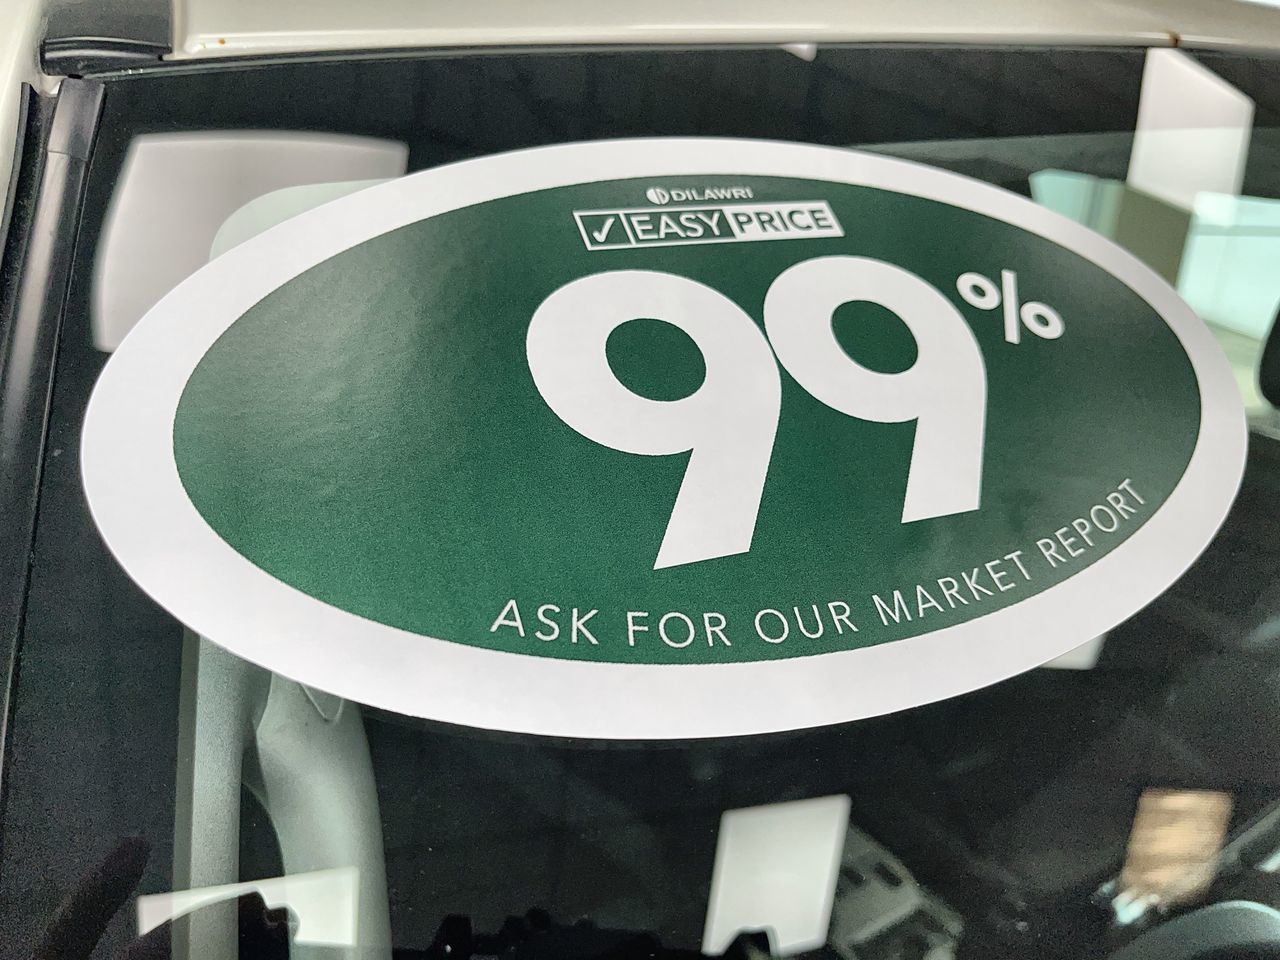 DILAWRI
✓ EASY PRICE
99%
ASK FOR OUR MARKET REPORT